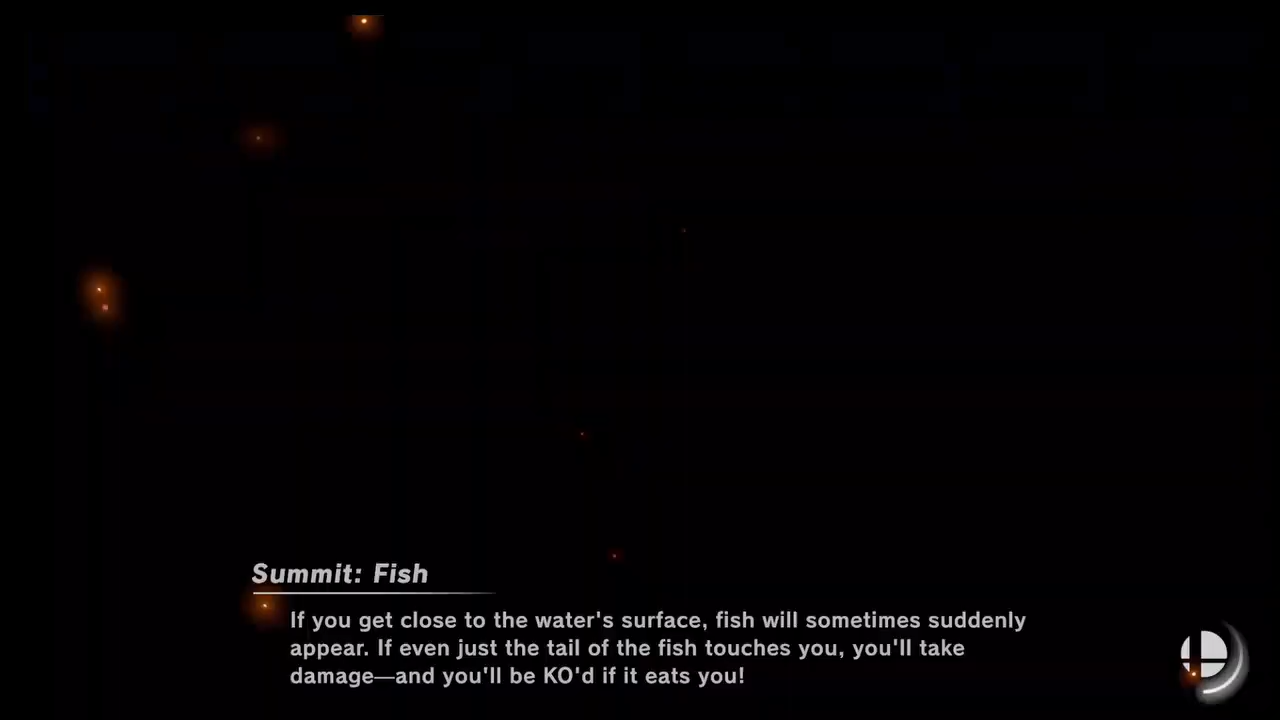 Summit: Fish
If you get close to the water's surface, fish will sometimes suddenly
appear. If even just the tail of the fish touches you, you'll take
damage—and you'll be KO'd if it eats you!